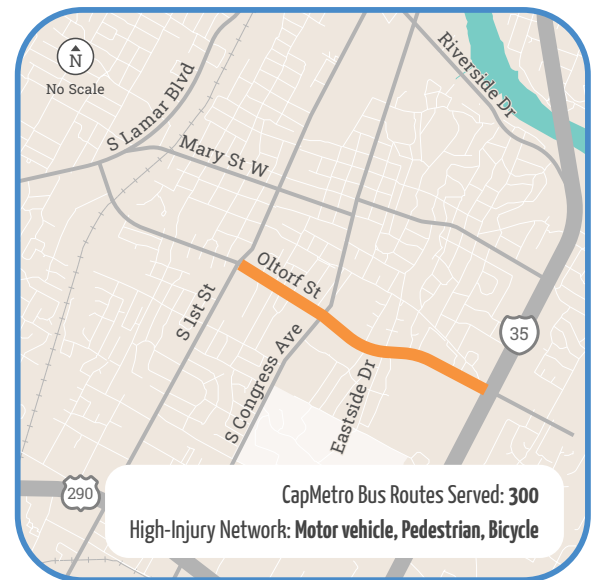 N
No Scale
S Lamar Blvd
Riverside Dr
Mary St W
Oltorf St
S 1st St
35
S Congress Ave
Eastside Dr
290
CapMetro Bus Routes Served: 300
High-Injury Network: Motor vehicle, Pedestrian, Bicycle